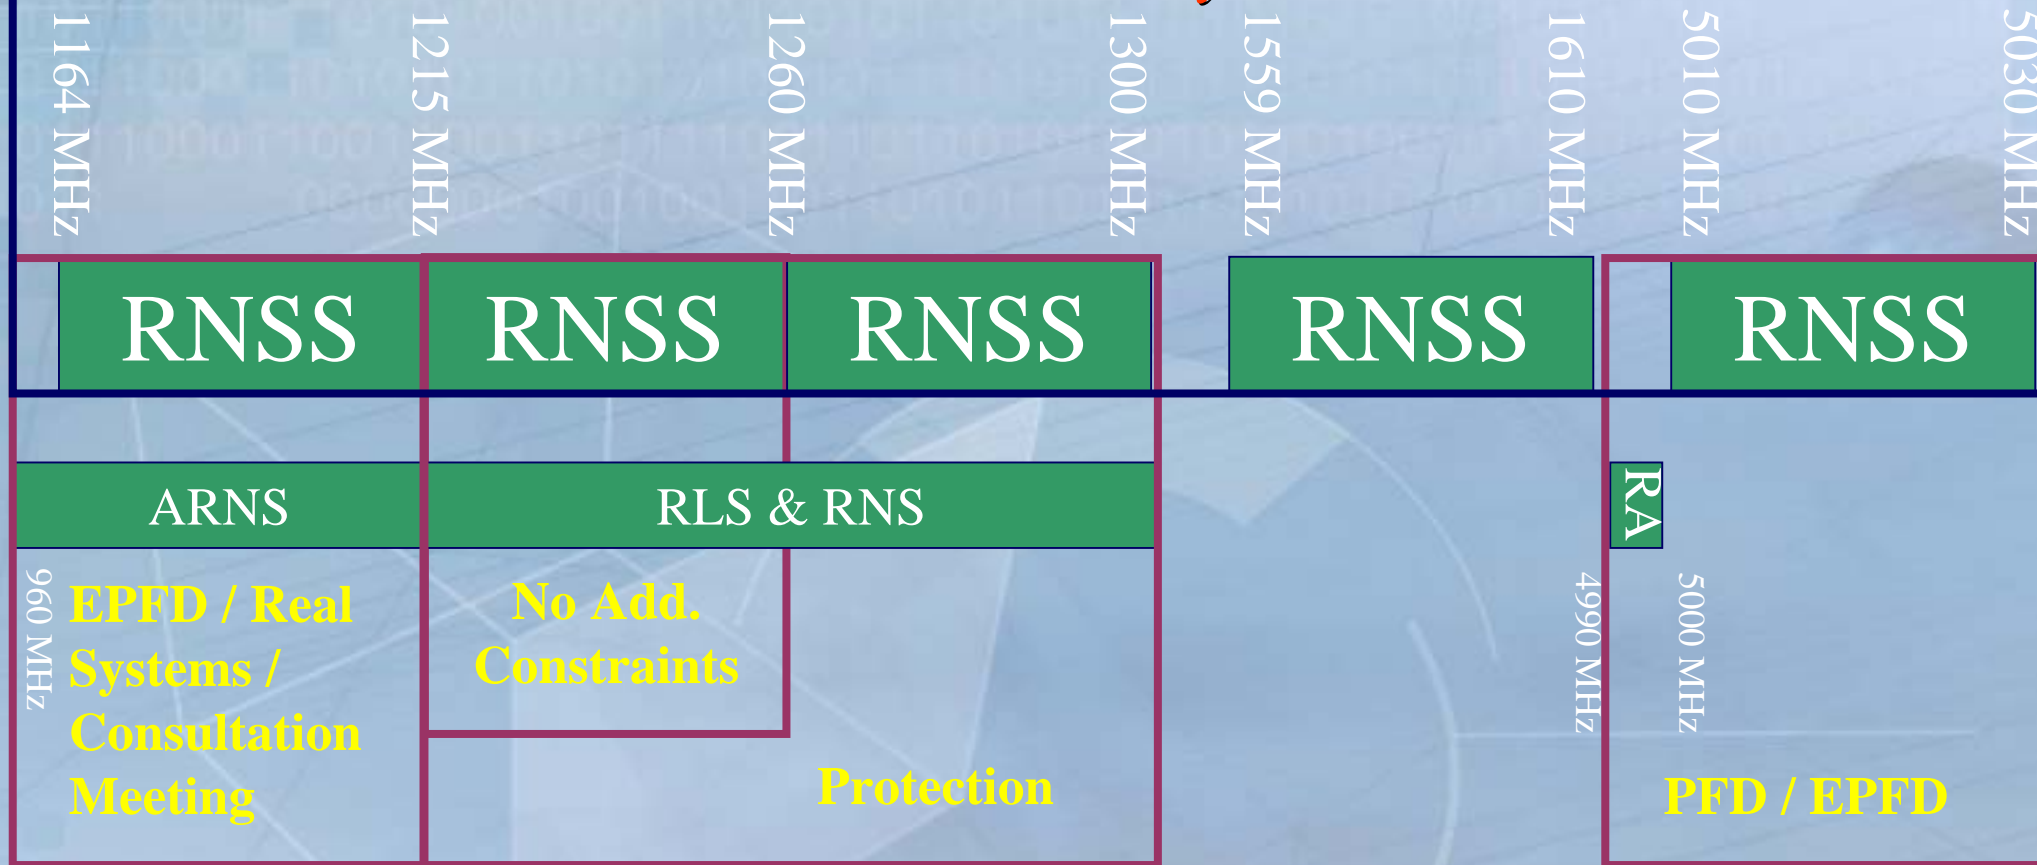 1164 MHz
1215 MHz
1260 MHz
1300 MHz
1559 MHz
1610 MHz
5010 MHz
5030 MHz
RNSS
RNSS
RNSS
RNSS
RNSS
ARNS
RLS & RNS
RA
960 MHz
EPFD / Real
Systems /
Consultation
Meeting
No Add.
Constraints
Protection
4990 MHz
5000 MHz
PFD / EPFD